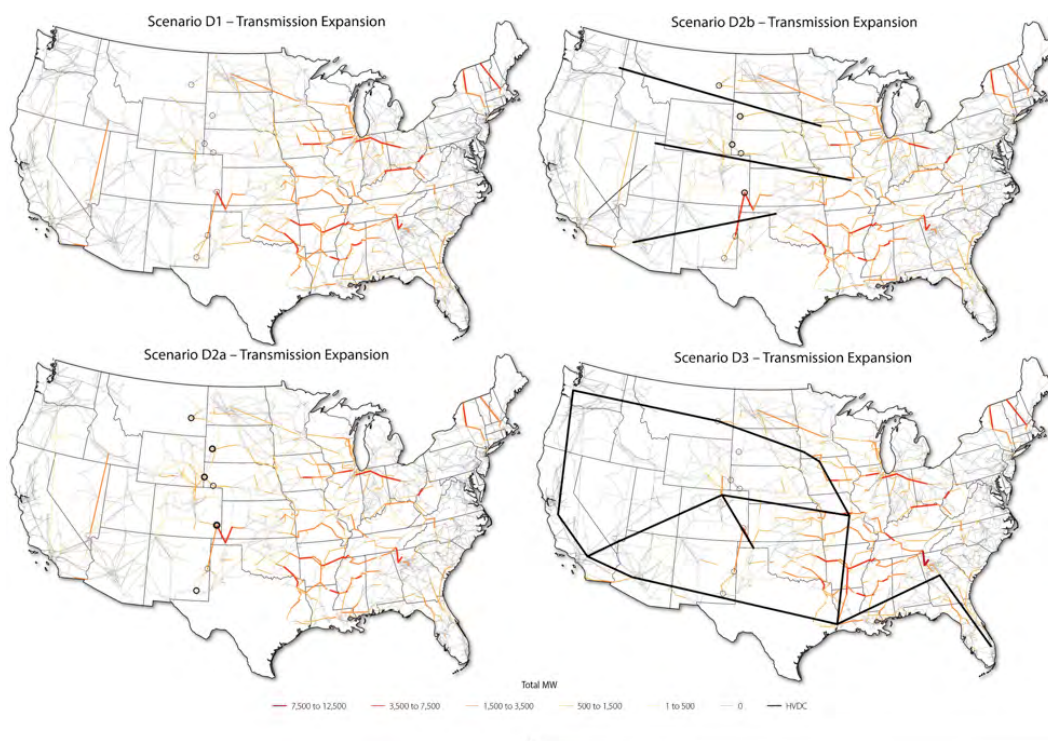 Scenario D1 – Transmission Expansion
Scenario D2b – Transmission Expansion
Scenario D2a – Transmission Expansion
Scenario D3 – Transmission Expansion
Total MW
7,500 to 12,500 3,500 to 7,500 1,500 to 3,500 500 to 1,500 1 to 500 0 HVDC